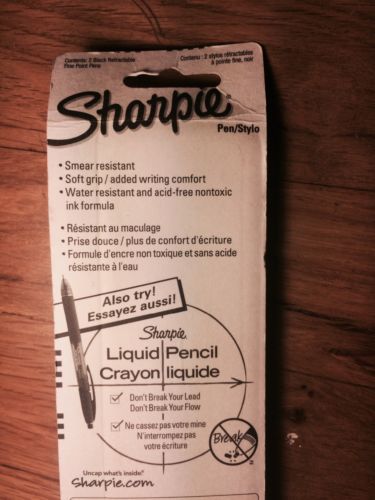 Contents: 2 Black Retractable
Fine Point Pens
Contenu : 2 stylos rétractables
à pointe fine, noir
Sharpie®
Pen/Stylo
• Smear resistant
• Soft grip / added writing comfort
• Water resistant and acid-free nontoxic
ink formula
• Résistant au maculage
• Prise douce / plus de confort d'écriture
• Formule d'encre non toxique et sans acide
résistante à l'eau
Also try!
Essayez aussi!
Sharpie
Liquid Pencil
Crayon liquide
Don't Break Your Lead
Don't Break Your Flow
Ne cassez pas votre mine
N'interrompez pas
votre écriture
Break
Uncap what's inside.
Sharpie.com